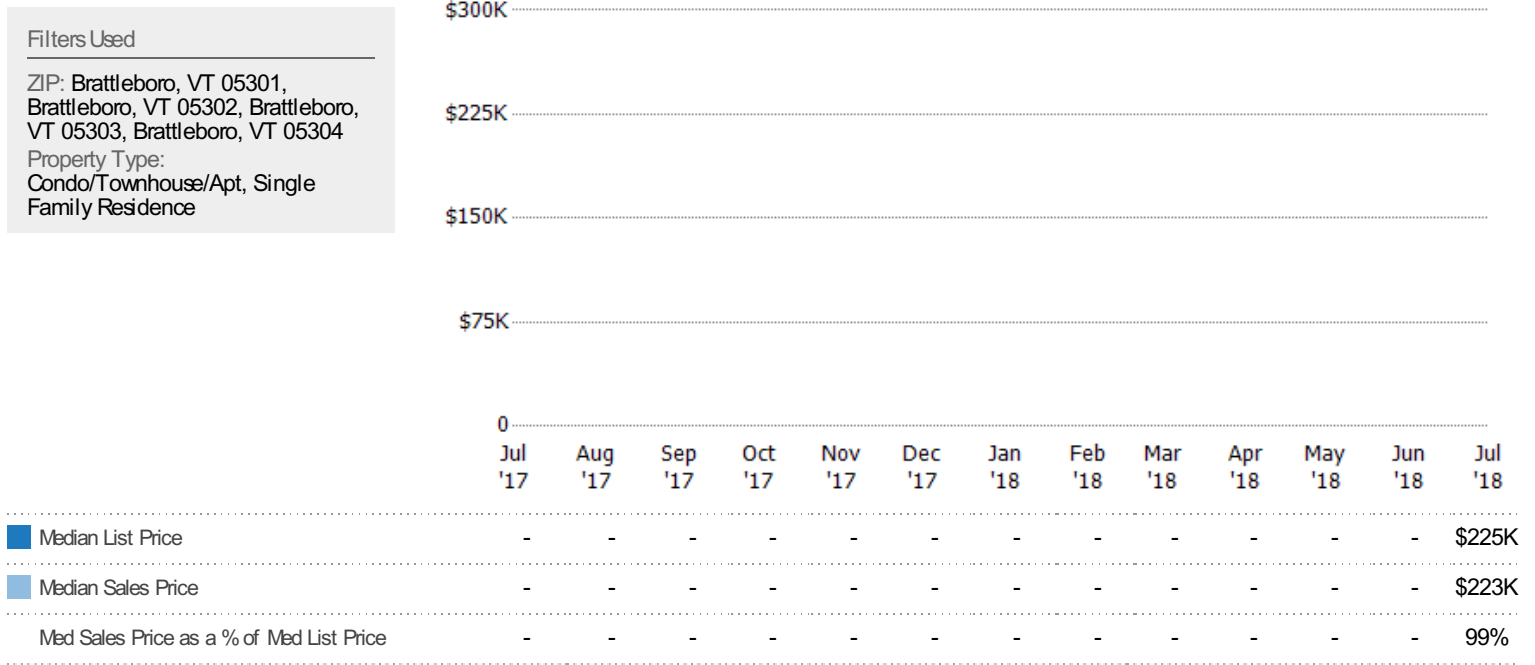 Filters Used
ZIP: Brattleboro, VT 05301,
Brattleboro, VT 05302, Brattleboro,
VT 05303, Brattleboro, VT 05304
Property Type:
Condo/Townhouse/Apt, Single
Family Residence
$300K
$225K
$150K
$75K
0
Jul Aug Sep Oct Nov Dec Jan Feb Mar Apr May Jun Jul
'17 '17 '17 '17 '17 '17 '18 '18 '18 '18 '18 '18 '18
Median List Price - - - - - - - - - - - - $225K
Median Sales Price - - - - - - - - - - - - $223K
Med Sales Price as a % of Med List Price - - - - - - - - - - - - 99%